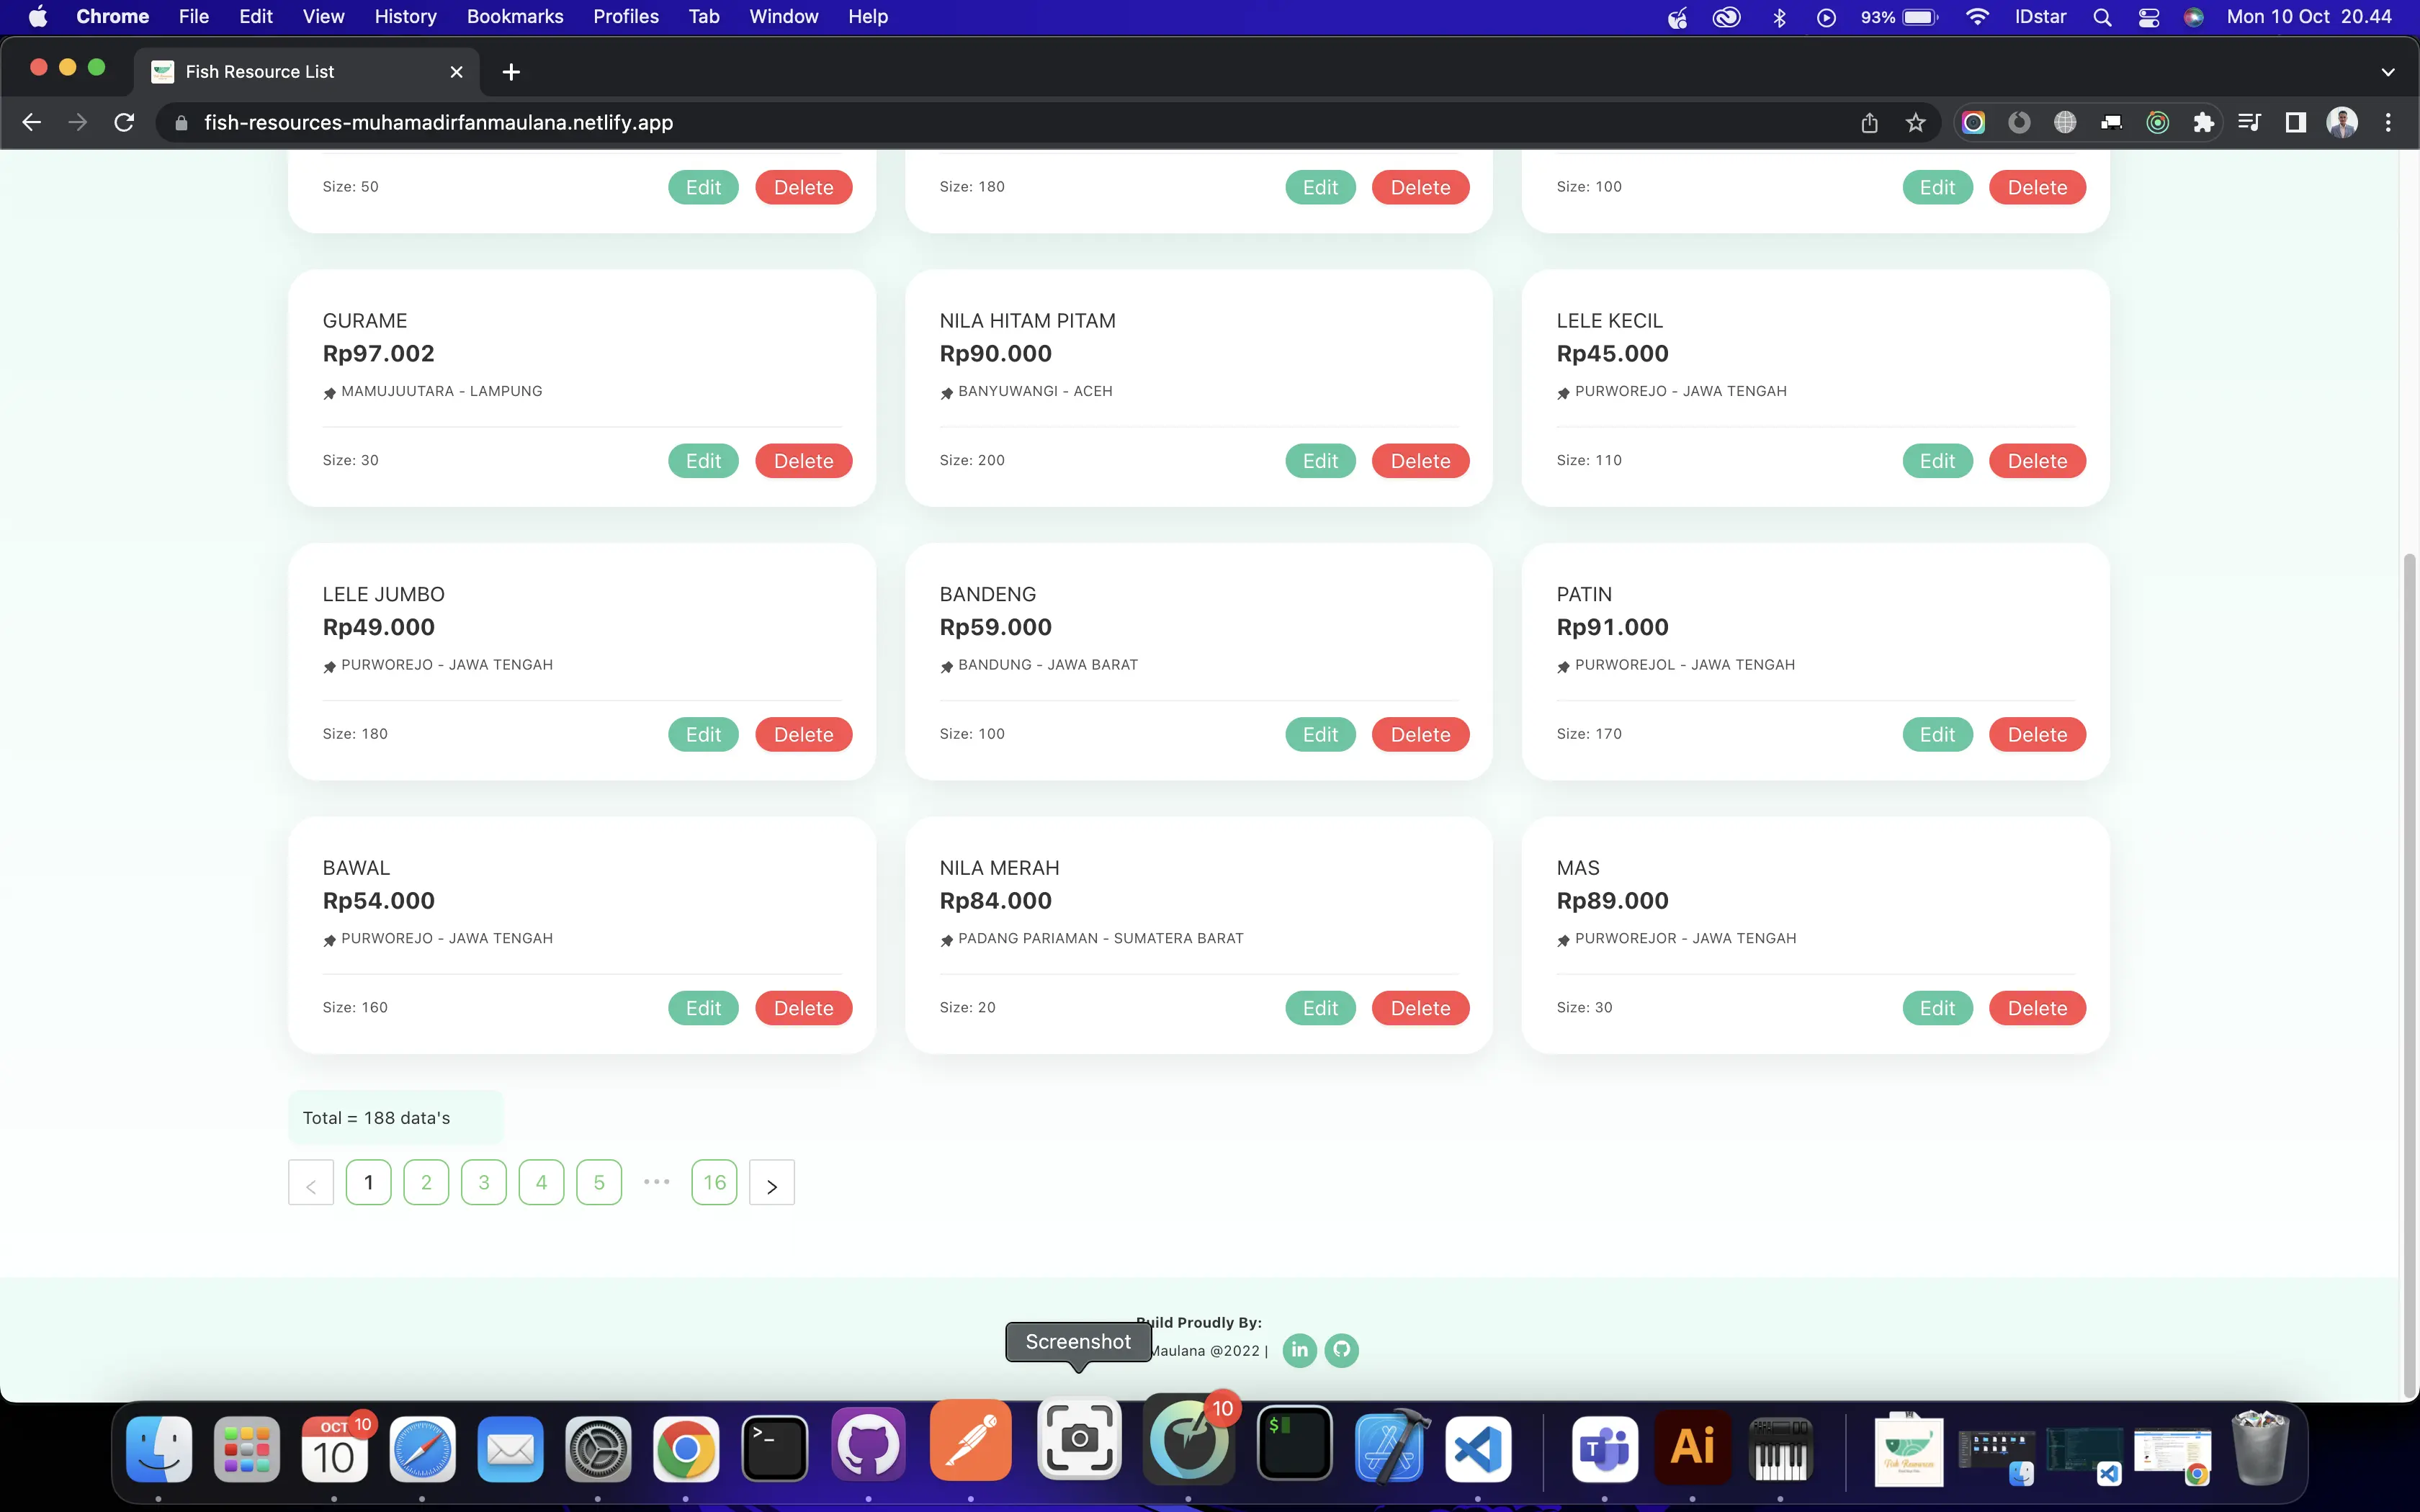 Chrome File Edit View History Bookmarks Profiles Tab Window Help 93% IDstar Mon 10 Oct 20.44
Fish Resource List
fish-resources-muhamadirfanmaulana.netlify.app
Size: 50 Edit Delete Size: 180 Edit Delete Size: 100 Edit Delete
GURAME NILA HITAM PITAM LELE KECIL
Rp97.002 Rp90.000 Rp45.000
MAMUJUUTARA - LAMPUNG BANYUWANGI - ACEH PURWOREJO - JAWA TENGAH
Size: 30 Edit Delete Size: 200 Edit Delete Size: 110 Edit Delete
LELE JUMBO BANDENG PATIN
Rp49.000 Rp59.000 Rp91.000
PURWOREJO - JAWA TENGAH BANDUNG - JAWA BARAT PURWOREJOL - JAWA TENGAH
Size: 180 Edit Delete Size: 100 Edit Delete Size: 170 Edit Delete
BAWAL NILA MERAH MAS
Rp54.000 Rp84.000 Rp89.000
PURWOREJO - JAWA TENGAH PADANG PARIAMAN - SUMATERA BARAT PURWOREJOR - JAWA TENGAH
Size: 160 Edit Delete Size: 20 Edit Delete Size: 30 Edit Delete
Total = 188 data's
< 1 2 3 4 5 ••• 16 >
Build Proudly By:
Screenshot
Maulana @2022 | in
OCT 10 10 >_ 10 $ T Ai
10